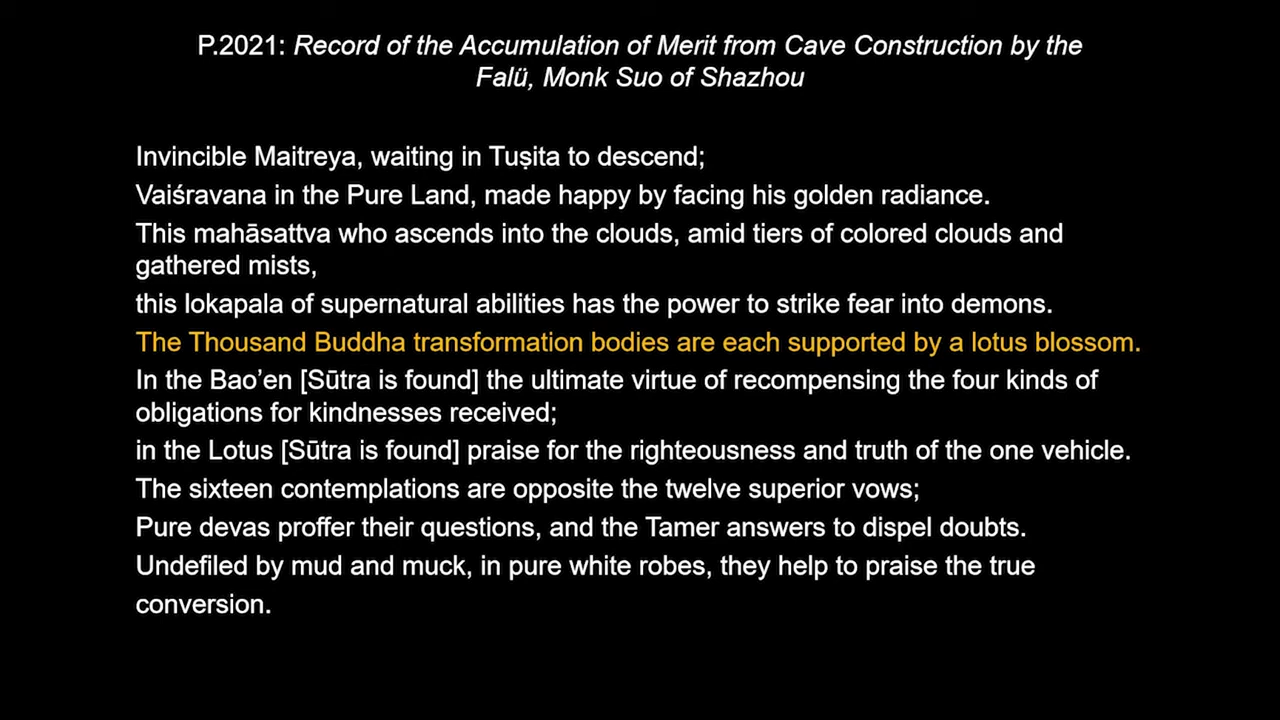 P.2021: Record of the Accumulation of Merit from Cave Construction by the
Falü, Monk Suo of Shazhou
Invincible Maitreya, waiting in Tuṣita to descend;
Vaiśravana in the Pure Land, made happy by facing his golden radiance.
This mahāsattva who ascends into the clouds, amid tiers of colored clouds and
gathered mists,
this lokapala of supernatural abilities has the power to strike fear into demons.
The Thousand Buddha transformation bodies are each supported by a lotus blossom.
In the Bao’en [Sūtra is found] the ultimate virtue of recompensing the four kinds of
obligations for kindnesses received;
in the Lotus [Sūtra is found] praise for the righteousness and truth of the one vehicle.
The sixteen contemplations are opposite the twelve superior vows;
Pure devas proffer their questions, and the Tamer answers to dispel doubts.
Undefiled by mud and muck, in pure white robes, they help to praise the true
conversion.